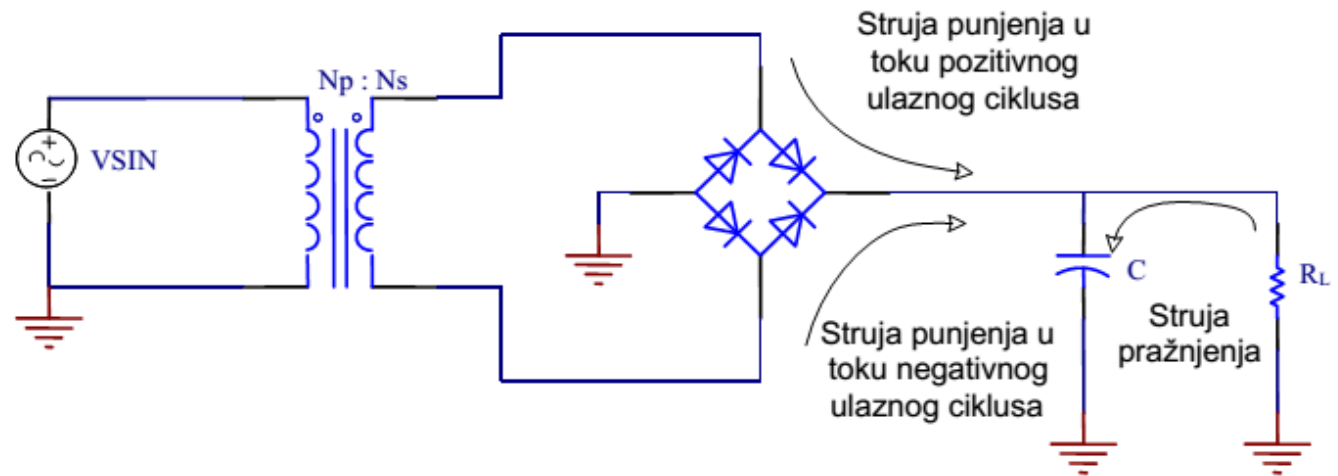 Struja punjenja u
toku pozitivnog
ulaznog ciklusa
Np : Ns
VSIN
C
RL
Struja punjenja u
toku negativnog
ulaznog ciklusa
Struja
pražnjenja